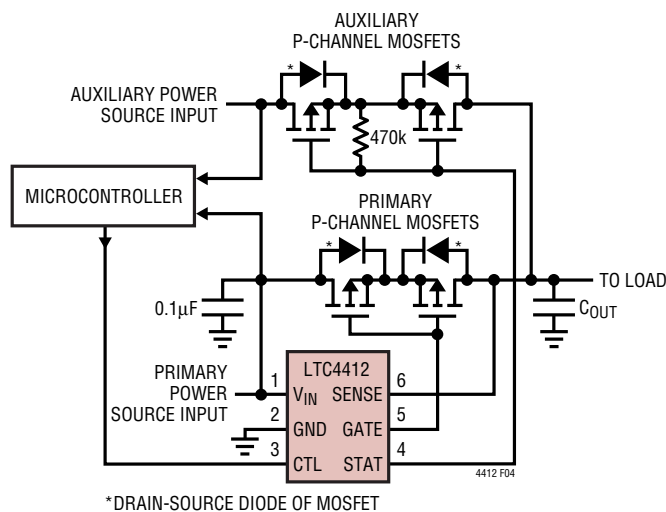 AUXILIARY
P-CHANNEL MOSFETS
*
*
AUXILIARY POWER
SOURCE INPUT
470k
MICROCONTROLLER
PRIMARY
P-CHANNEL MOSFETS
*
*
TO LOAD
0.1µF
COUT
PRIMARY
POWER
SOURCE INPUT
LTC4412
1
VIN
SENSE
6
2
GND
GATE
5
3
CTL
STAT
4
4412 F04
*DRAIN-SOURCE DIODE OF MOSFET